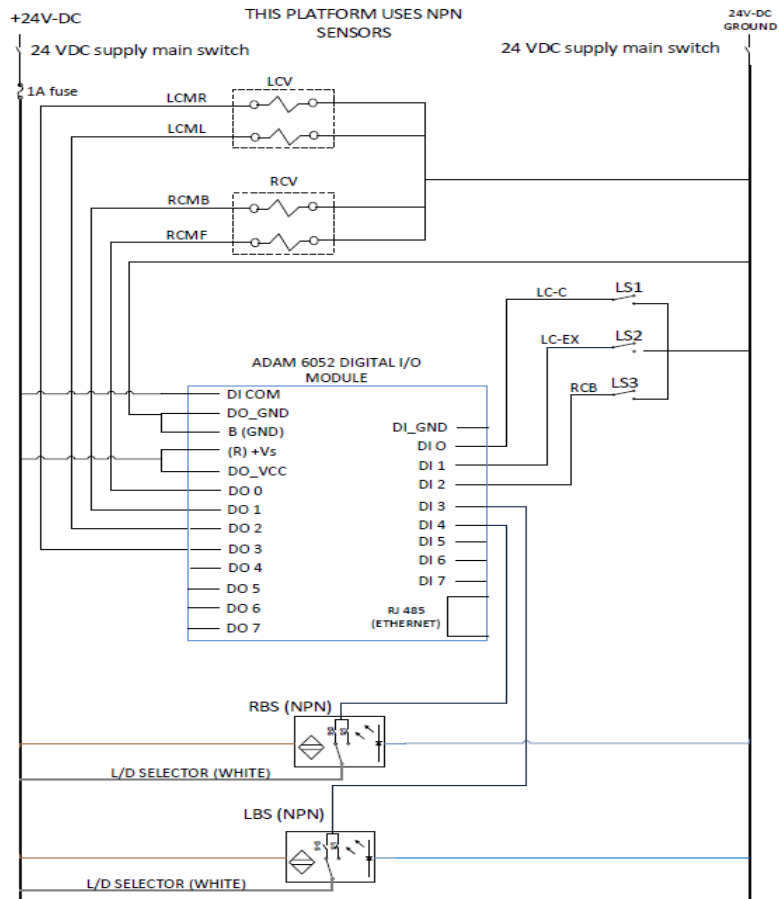 +24V-DC
THIS PLATFORM USES NPN
SENSORS
24V-DC
GROUND
24 VDC supply main switch
24 VDC supply main switch
1A fuse
LCV
LCMR
LCML
RCV
RCMB
RCMF
LC-C
LS1
LC-EX
LS2
RCB
LS3
ADAM 6052 DIGITAL I/O
MODULE
DI COM
DO_GND
B (GND)
(R) +Vs
DO_VCC
DO 0
DO 1
DO 2
DO 3
DO 4
DO 5
DO 6
DO 7
DI_GND
DI O
DI 1
DI 2
DI 3
DI 4
DI 5
DI 6
DI 7
RJ 485
(ETHERNET)
RBS (NPN)
L/D SELECTOR (WHITE)
LBS (NPN)
L/D SELECTOR (WHITE)